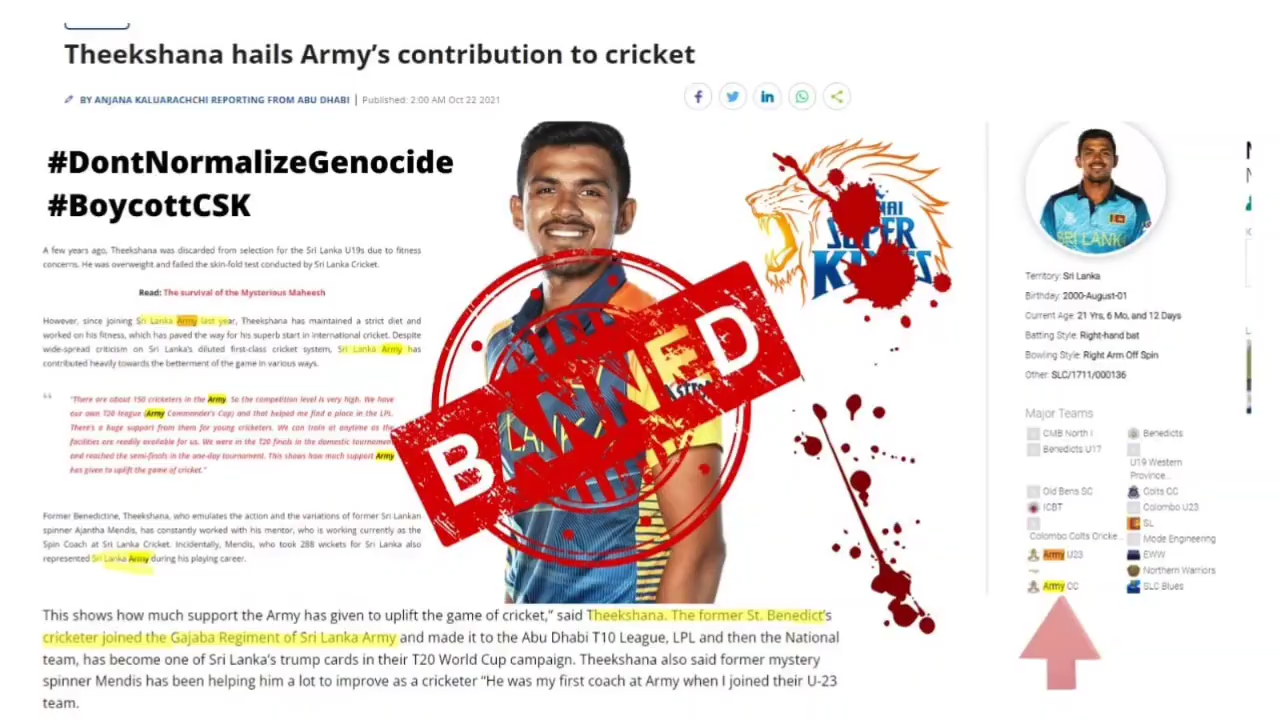 Theekshana hails Army's contribution to cricket
BY ANJANA KALUARACHCHI REPORTING FROM ABU DHABI | Published: 2:00 AM Oct 22 2021
#DontNormalizeGenocide
#BoycottCSK
A few years ago, Theekshana was discarded from selection for the Sri Lanka U19s due to fitness
concerns. He was overweight and failed the skin-fold test conducted by Sri Lanka Cricket.
Read: The survival of the Mysterious Maheesh
However, since joining Sri Lanka Army last year, Theekshana has maintained a strict diet and
worked on his fitness, which has paved the way for his superb start in international cricket. Despite
wide-spread criticism on Sri Lanka's diluted first-class cricket system, Sri Lanka Army has
contributed heavily towards the betterment of the game in various ways.
"There are about 150 cricketers in the Army. So the competition level is very high. We have
our own T20 league (Army Commander's Cup) and that helped me find a place in the LPL.
There's a huge support from them for young cricketers. We can train at anytime as the
facilities are readily available for us. We were in the T20 finals in the domestic tournament
and reached the semi-finals in the one-day tournament. This shows how much support Army
has given to uplift the game of cricket."
Former Benedictine, Theekshana, who emulates the action and the variations of former Sri Lankan
spinner Ajantha Mendis, has constantly worked with his mentor, who is working currently as the
Spin Coach at Sri Lanka Cricket. Incidentally, Mendis, who took 288 wickets for Sri Lanka also
represented Sri Lanka Army during his playing career.
This shows how much support the Army has given to uplift the game of cricket," said Theekshana. The former St. Benedict's
cricketer joined the Gajaba Regiment of Sri Lanka Army and made it to the Abu Dhabi T10 League, LPL and then the National
team, has become one of Sri Lanka's trump cards in their T20 World Cup campaign. Theekshana also said former mystery
spinner Mendis has been helping him a lot to improve as a cricketer "He was my first coach at Army when I joined their U-23
team.
BANNED
SUPER
KINGS
SRI LANKA
Territory: Sri Lanka
Birthday: 2000-August-01
Current Age: 21 Yrs, 6 Mo, and 12 Days
Batting Style: Right-hand bat
Bowling Style: Right Arm Off Spin
Other: SLC/1711/000136
Major Teams
CMB North I
Benedicts
Benedicts U17
U19 Western
Province...
Old Bens SC
Colts CC
ICBT
Colombo U23
SL
Colombo Colts Cricke...
Mode Engineering
Army U23
EWW
Northern Warriors
Army CC
SLC Blues